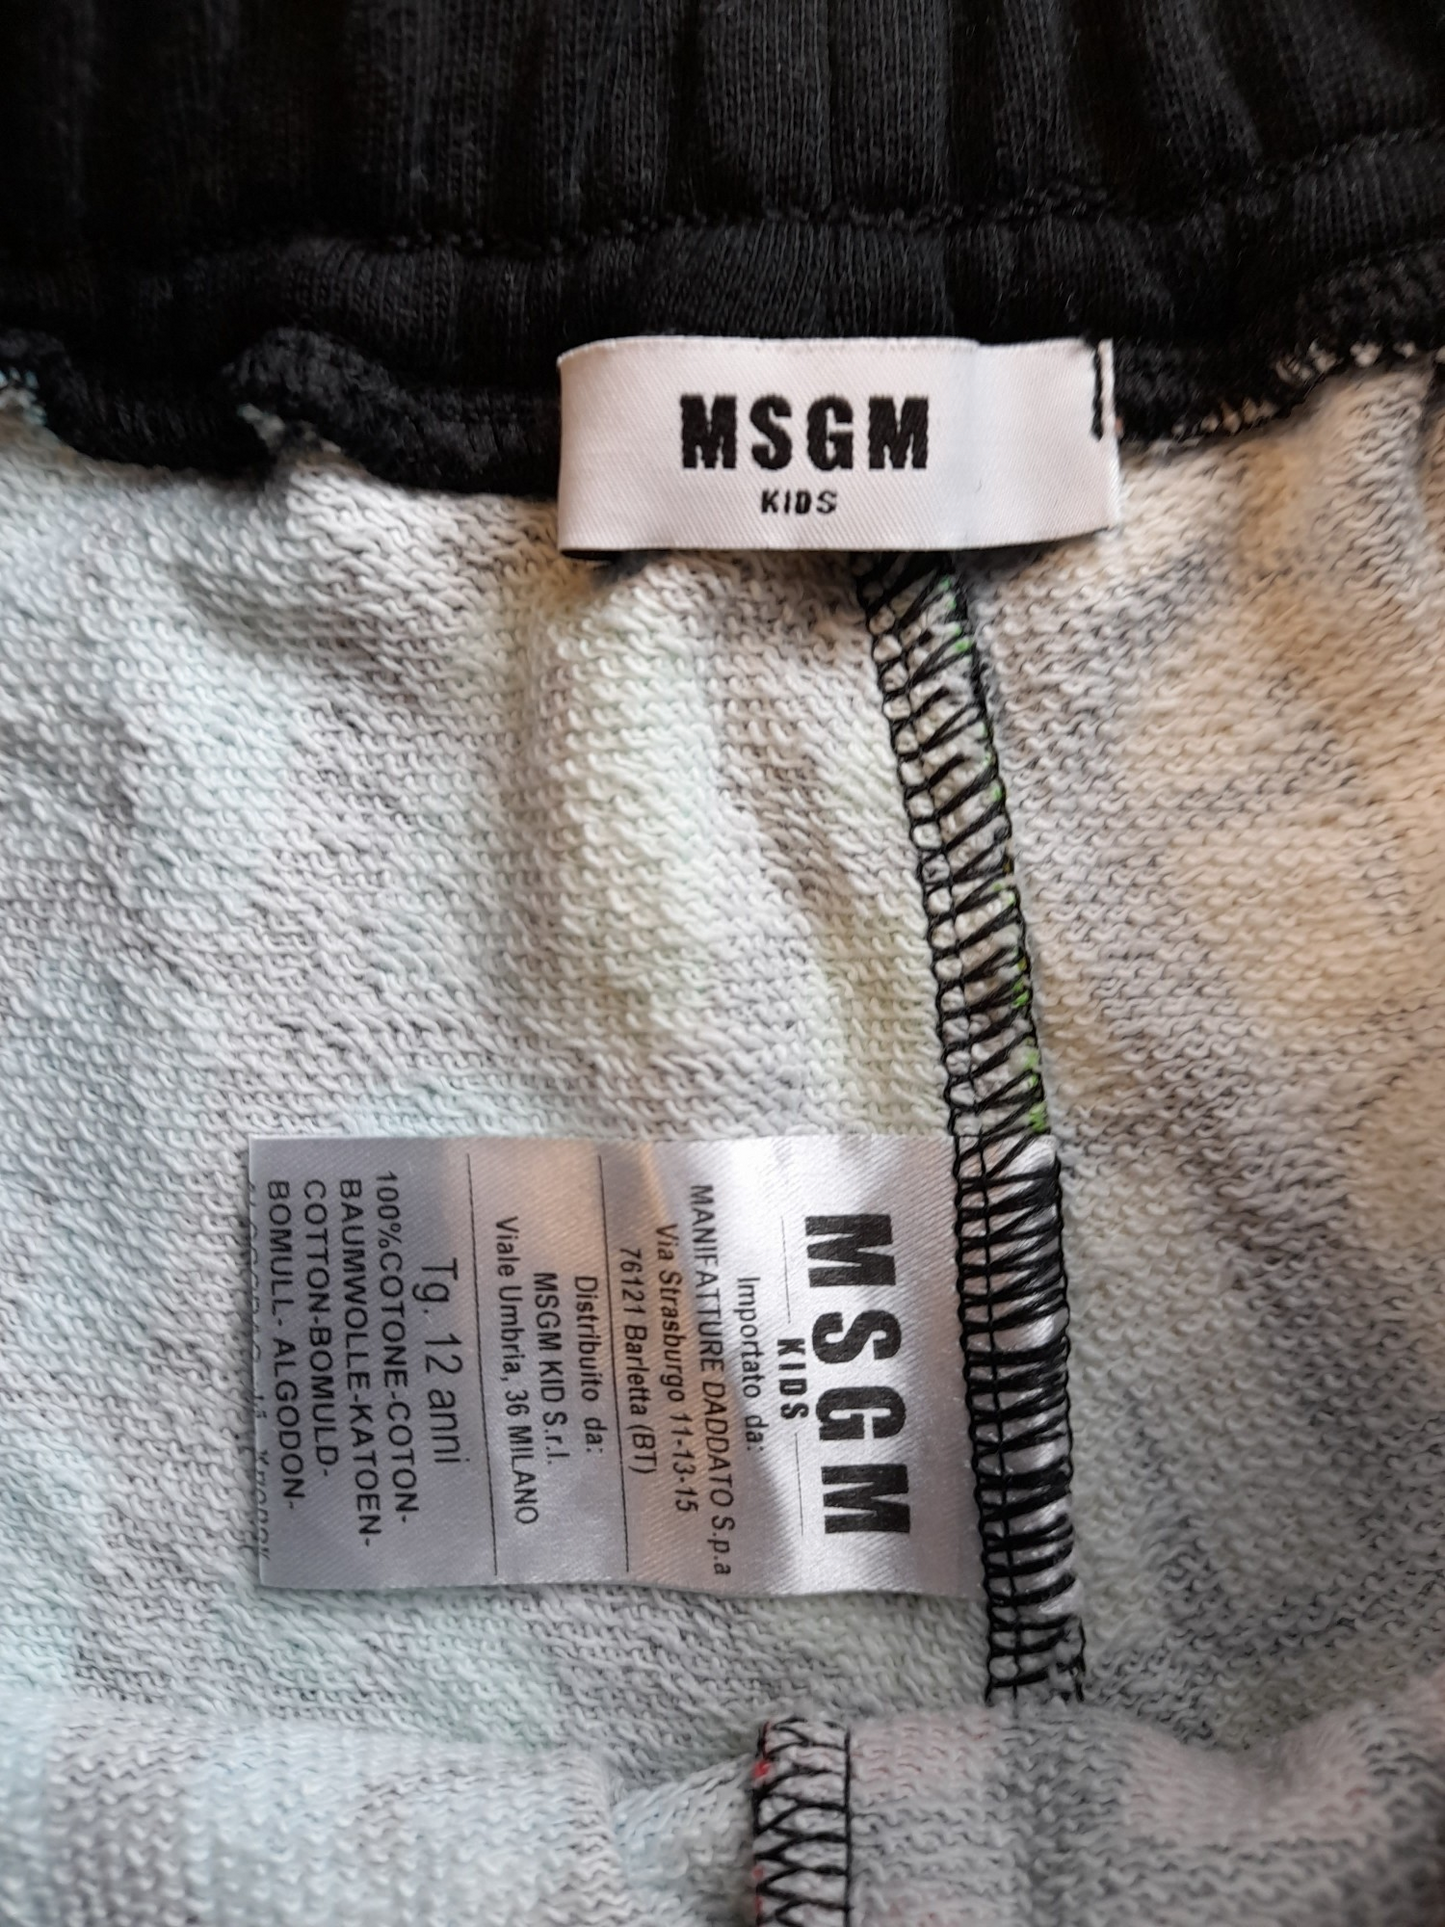 MSGM
KIDS
MSGM
KIDS
Importato da:
MANIFATTURE DADDATO S.p.a
Via Strasburgo 11-13-15
76121 Barletta (BT)
Distribuito da:
MSGM KID S.r.l.
Viale Umbria, 36 MILANO
Tg. 12 anni
100%COTONE-COTON-
BAUMWOLLE-KATOEN-
COTTON-BOMULD-
BOMULL- ALGODON-